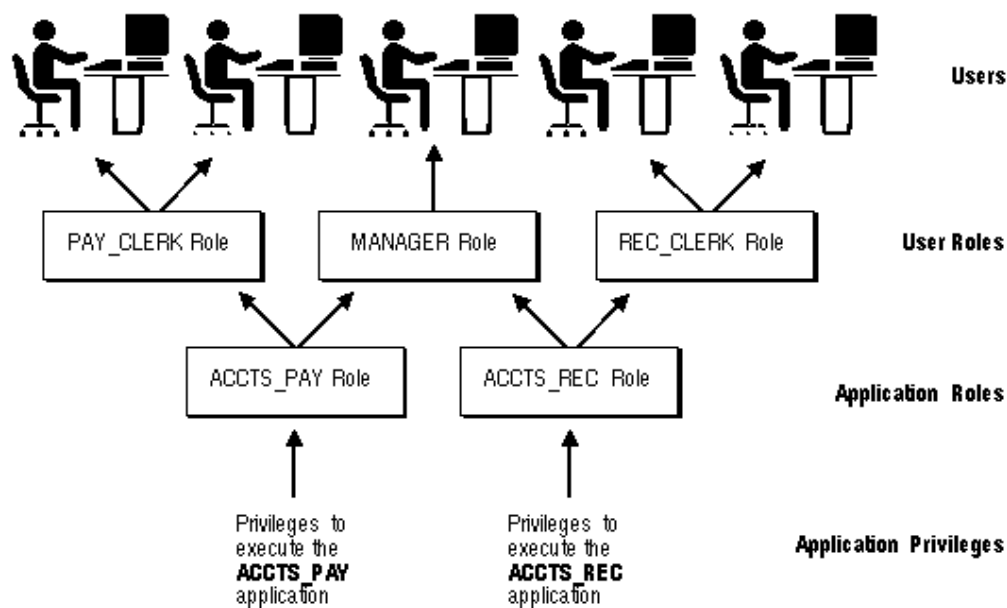 Users
PAY_CLERK Role
MANAGER Role
REC_CLERK Role
User Roles
ACCTS_PAY Role
ACCTS_REC Role
Application Roles
Privileges to
execute the
ACCTS_PAY
application
Privileges to
execute the
ACCTS_REC
application
Application Privileges